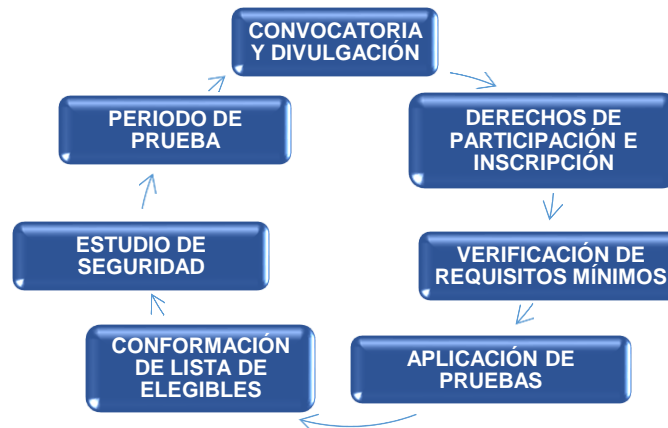 CONVOCATORIA
Y DIVULGACIÓN
DERECHOS DE
PARTICIPACIÓN E
INSCRIPCIÓN
VERIFICACIÓN DE
REQUISITOS MÍNIMOS
APLICACIÓN DE
PRUEBAS
CONFORMACIÓN
DE LISTA DE
ELEGIBLES
ESTUDIO DE
SEGURIDAD
PERIODO DE
PRUEBA